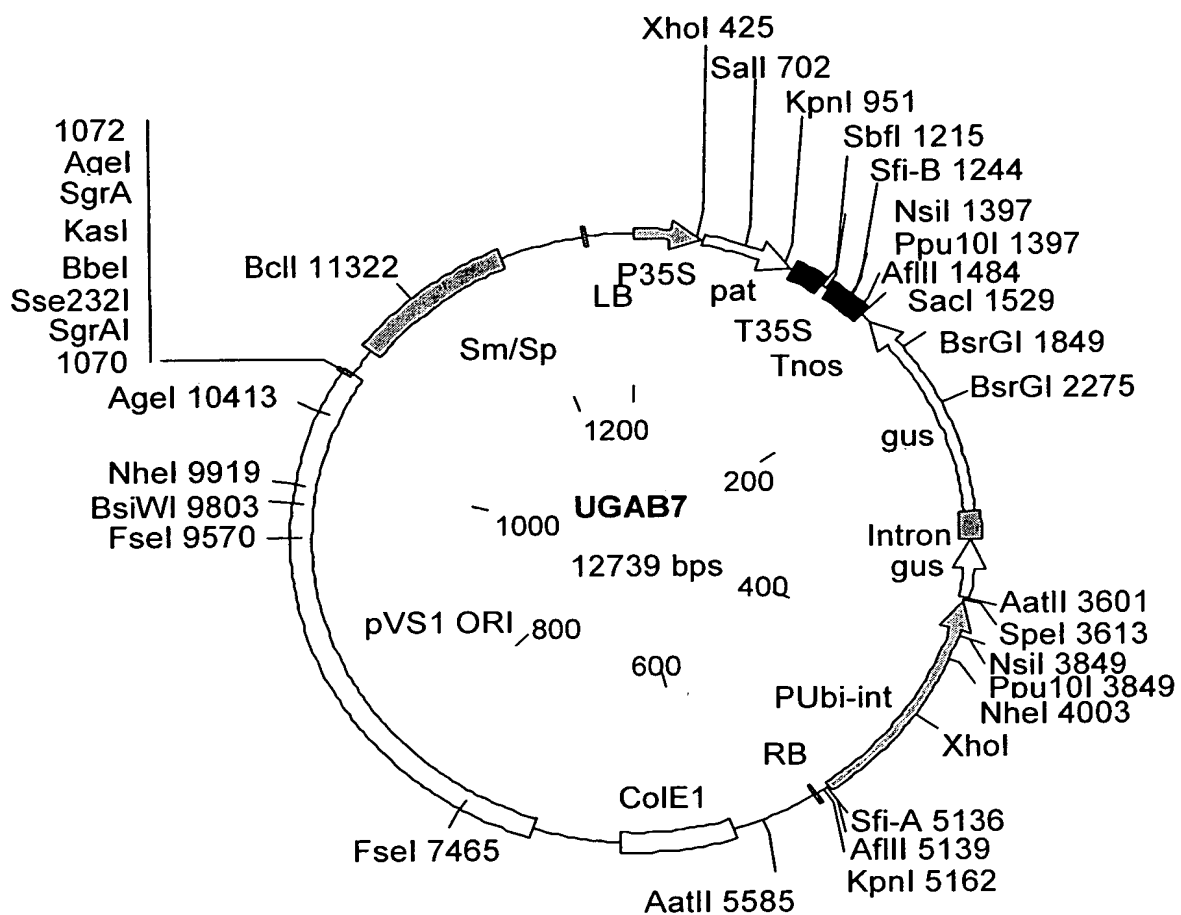 XhoI 425
SalI 702
KpnI 951
SbfI 1215
Sfi-B 1244
NsiI 1397
Ppu10I 1397
AflII 1484
SacI 1529
BsrGI 1849
BsrGI 2275
1072
AgeI
SgrA
KasI
BbeI
Sse232I
SgrAI
1070
BclI 11322
LB
P35S
pat
T35S
Tnos
Sm/Sp
AgeI 10413
1200
gus
200
NheI 9919
BsiWI 9803
FseI 9570
1000
UGAB7
12739 bps
400
Intron
gus
pVS1 ORI
800
600
AatII 3601
SpeI 3613
NsiI 3849
Ppu10I 3849
NheI 4003
XhoI
PUbi-int
RB
ColE1
Sfi-A 5136
AflII 5139
KpnI 5162
FseI 7465
AatII 5585